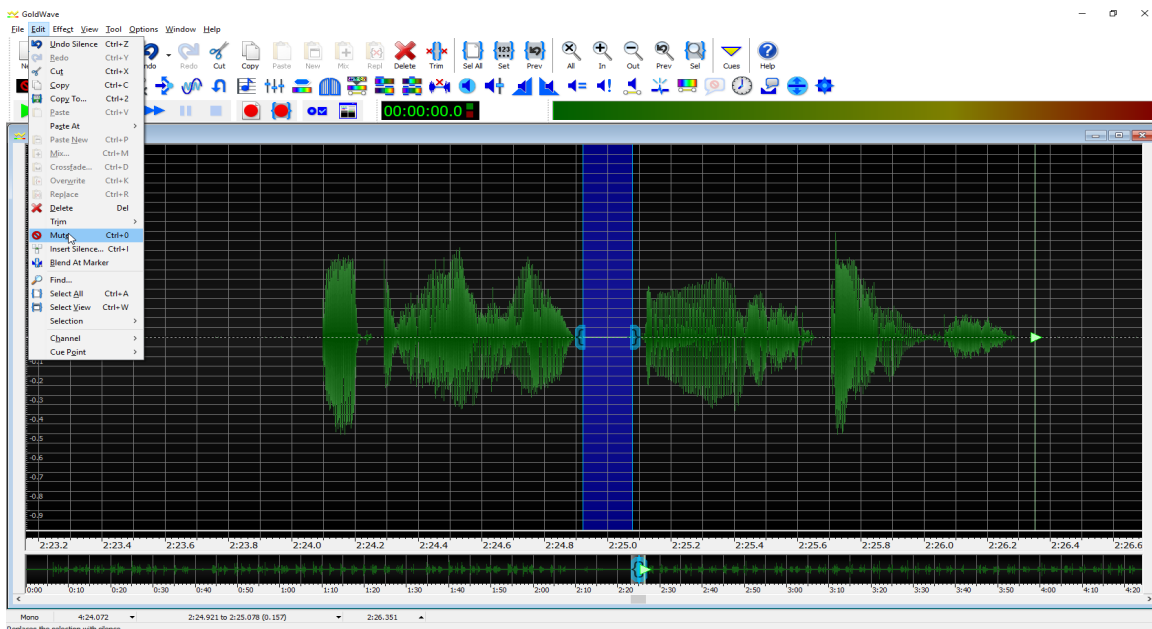 GoldWave
File Edit Effect View Tool Options Window Help
Redo Cut Copy Paste New Mix Repl Delete Trim Sel All Set Prev All In Out Prev Sel Cues Help
123
00:00:00.0
Undo Silence Ctrl+Z
Redo Ctrl+Y
Cut Ctrl+X
Copy Ctrl+C
Copy To... Ctrl+2
Paste Ctrl+V
Paste At
Paste New Ctrl+P
Mix... Ctrl+M
Crossfade... Ctrl+D
Overwrite Ctrl+K
Replace Ctrl+R
Delete Del
Trim
Mute Ctrl+0
Insert Silence... Ctrl+I
Blend At Marker
Find...
Select All Ctrl+A
Select View Ctrl+W
Selection
Channel
Cue Point
-0.1
-0.2
-0.3
-0.4
-0.5
-0.6
-0.7
-0.8
-0.9
2:23.2 2:23.4 2:23.6 2:23.8 2:24.0 2:24.2 2:24.4 2:24.6 2:24.8 2:25.0 2:25.2 2:25.4 2:25.6 2:25.8 2:26.0 2:26.2 2:26.4 2:26.6
0:00 0:10 0:20 0:30 0:40 0:50 1:00 1:10 1:20 1:30 1:40 1:50 2:00 2:10 2:20 2:30 2:40 2:50 3:00 3:10 3:20 3:30 3:40 3:50 4:00 4:10 4:20
Mono 4:24.072 2:24.921 to 2:25.078 (0.157) 2:26.351
Replaces the selection with silence